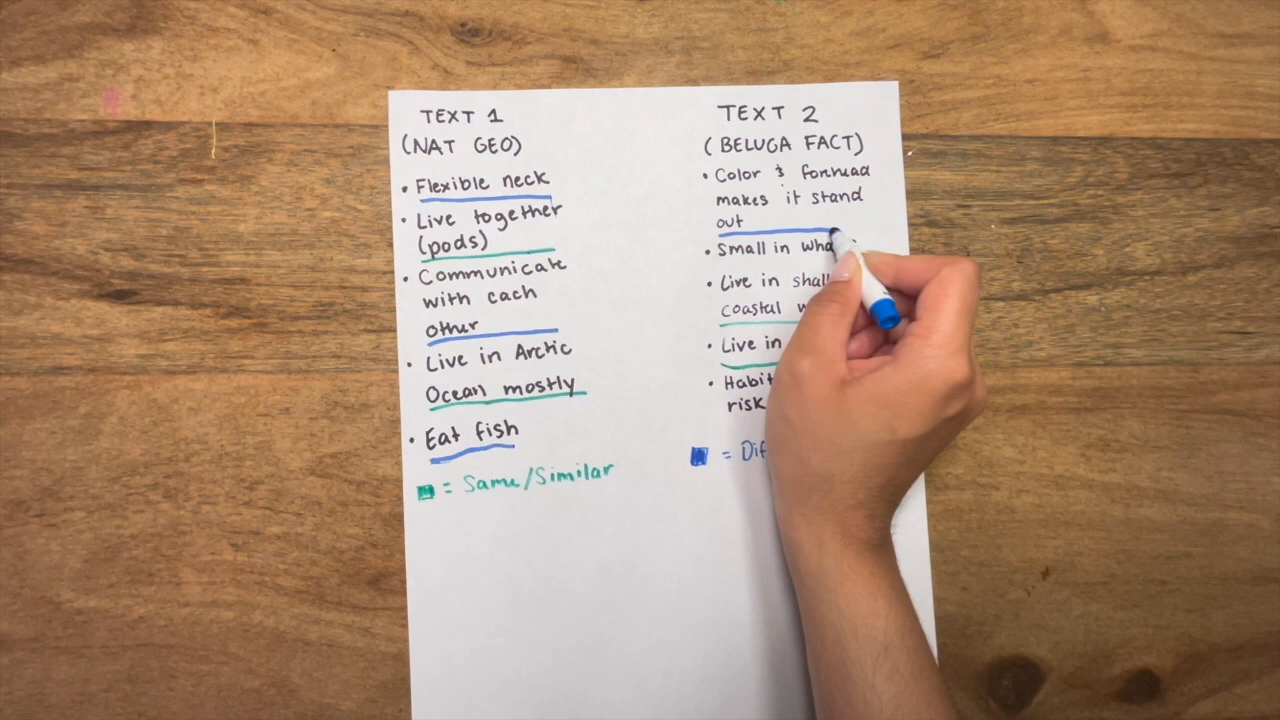 TEXT 1
(NAT GEO)
• Flexible neck
• Live together
(pods)
• Communicate
with each
other
• Live in Arctic
Ocean mostly
• Eat fish
= Same/Similar
TEXT 2
(BELUGA FACT)
• Color & forehead
makes it stand
out
• Small in
• Live in
coastal
• Live in
•
risk
=